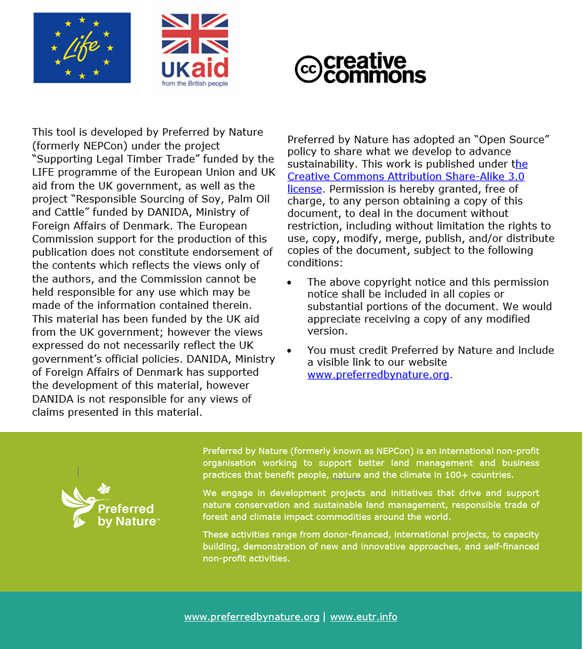 Life
UKaid
from the British people
cc creative
commons
This tool is developed by Preferred by Nature
(formerly NEPCon) under the project
“Supporting Legal Timber Trade” funded by the
LIFE programme of the European Union and UK
aid from the UK government, as well as the
project “Responsible Sourcing of Soy, Palm Oil
and Cattle” funded by DANIDA, Ministry of
Foreign Affairs of Denmark. The European
Commission support for the production of this
publication does not constitute endorsement of
the contents which reflects the views only of
the authors, and the Commission cannot be
held responsible for any use which may be
made of the information contained therein.
This material has been funded by the UK aid
from the UK government; however the views
expressed do not necessarily reflect the UK
government’s official policies. DANIDA, Ministry
of Foreign Affairs of Denmark has supported
the development of this material, however
DANIDA is not responsible for any views of
claims presented in this material.
Preferred by Nature has adopted an “Open Source”
policy to share what we develop to advance
sustainability. This work is published under the
Creative Commons Attribution Share-Alike 3.0
license. Permission is hereby granted, free of
charge, to any person obtaining a copy of this
document, to deal in the document without
restriction, including without limitation the rights to
use, copy, modify, merge, publish, and/or distribute
copies of the document, subject to the following
conditions:
• The above copyright notice and this permission
notice shall be included in all copies or
substantial portions of the document. We would
appreciate receiving a copy of any modified
version.
• You must credit Preferred by Nature and include
a visible link to our website
www.preferredbynature.org.
Preferred
by Nature™
Preferred by Nature (formerly known as NEPCon) is an international non-profit
organisation working to support better land management and business
practices that benefit people, nature and the climate in 100+ countries.
We engage in development projects and initiatives that drive and support
nature conservation and sustainable land management, responsible trade of
forest and climate impact commodities around the world.
These activities range from donor-financed, international projects, to capacity
building, demonstration of new and innovative approaches, and self-financed
non-profit activities.
www.preferredbynature.org | www.eutr.info